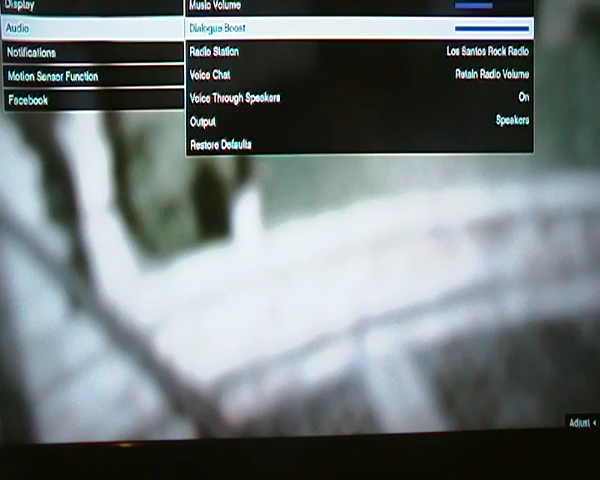 Display
Music Volume
Audio
Dialogue Boost
Notifications
Radio Station Los Santos Rock Radio
Motion Sensor Function
Voice Chat Retain Radio Volume
Facebook
Voice Through Speakers On
Output Speakers
Restore Defaults
Adjust